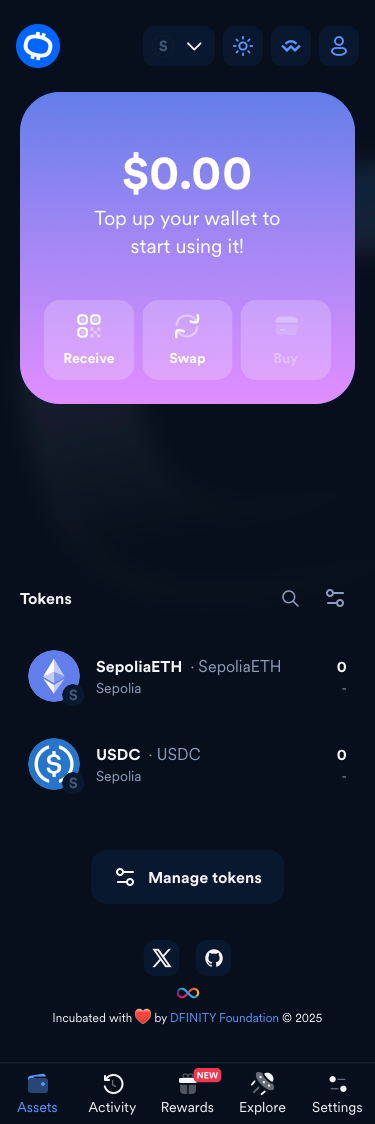 S
$0.00
Top up your wallet to
start using it!
Receive
Swap
Buy
Tokens
SepoliaETH · SepoliaETH 0
S Sepolia -
USDC · USDC 0
S Sepolia -
Manage tokens
Incubated with ❤️ by DFINITY Foundation © 2025
NEW
Assets
Activity
Rewards
Explore
Settings